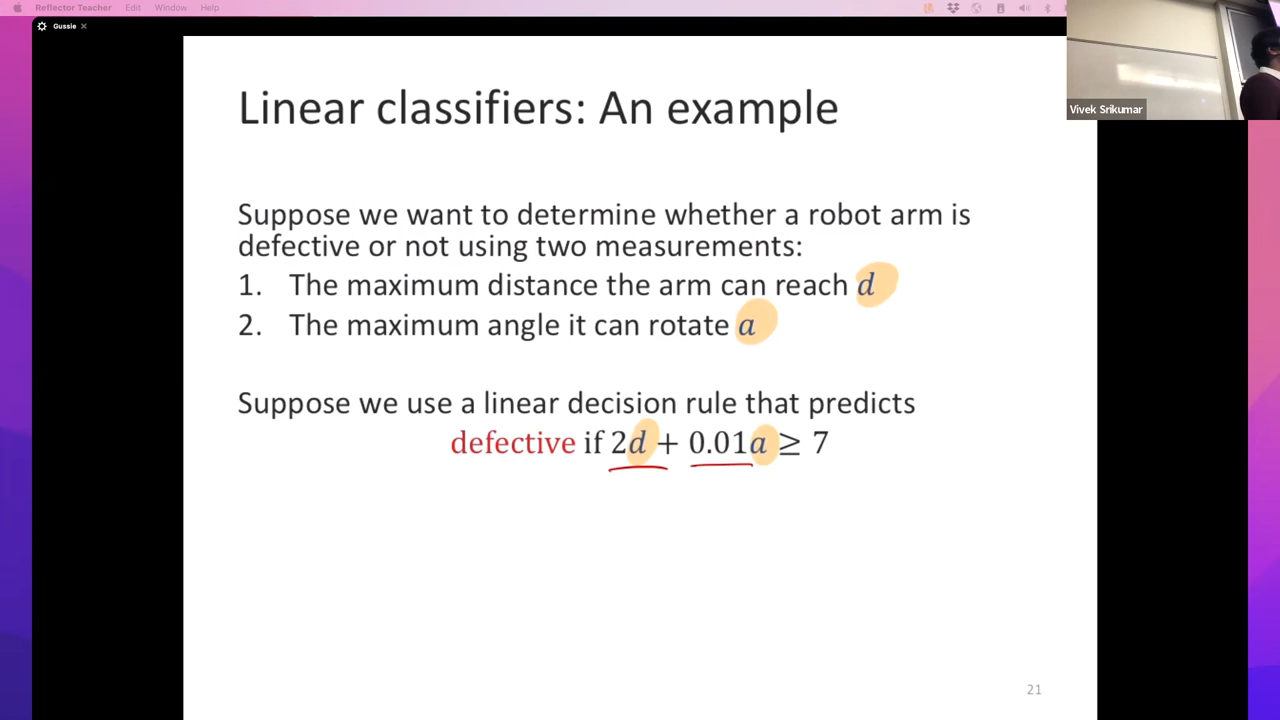 Reflector Teacher Edit Window Help
Gussie
Vivek Srikumar
Linear classifiers: An example
Suppose we want to determine whether a robot arm is
defective or not using two measurements:
1. The maximum distance the arm can reach d
2. The maximum angle it can rotate a
Suppose we use a linear decision rule that predicts
defective if 2d + 0.01a ≥ 7
21